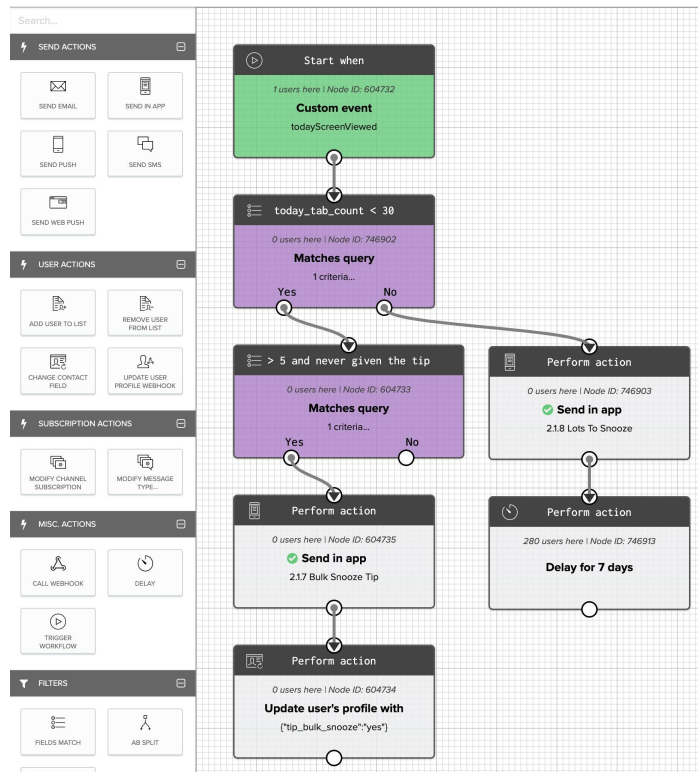 Search...
SEND ACTIONS
SEND EMAIL
SEND IN APP
SEND PUSH
SEND SMS
SEND WEB PUSH
USER ACTIONS
ADD USER TO LIST
REMOVE USER
FROM LIST
CHANGE CONTACT
FIELD
UPDATE USER
PROFILE WEBHOOK
SUBSCRIPTION ACTIONS
MODIFY CHANNEL
SUBSCRIPTION
MODIFY MESSAGE
TYPE...
MISC. ACTIONS
CALL WEBHOOK
DELAY
TRIGGER
WORKFLOW
FILTERS
FIELDS MATCH
AB SPLIT
Start when
1 users here | Node ID: 604732
Custom event
todayScreenViewed
today_tab_count < 30
0 users here | Node ID: 746902
Matches query
1 criteria...
Yes
No
> 5 and never given the tip
0 users here | Node ID: 604733
Matches query
1 criteria...
Yes
No
Perform action
0 users here | Node ID: 746903
Send in app
2.1.8 Lots To Snooze
Perform action
0 users here | Node ID: 604735
Send in app
2.1.7 Bulk Snooze Tip
Perform action
280 users here | Node ID: 746913
Delay for 7 days
Perform action
0 users here | Node ID: 604734
Update user's profile with
{"tip_bulk_snooze":"yes"}